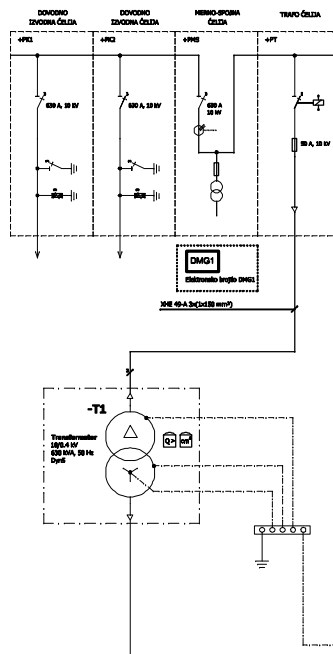 DOVODNO
IZVODNA ĆELIJA
DOVODNO
IZVODNA ĆELIJA
MERNO-SPOJNA
ĆELIJA
TRAFO ĆELIJA
+PK1
+PK2
+PMS
+PT
630 A, 10 kV
630 A, 10 kV
630 A
10 kV
50 A, 10 kV
DMG1
Elektronsko brojilo DMG1
XHE 49-A 3x(1x150 mm²)
-T1
Transformator
10/0.4 kV
630 kVA, 50 Hz
Dyn5
Q>
cm³